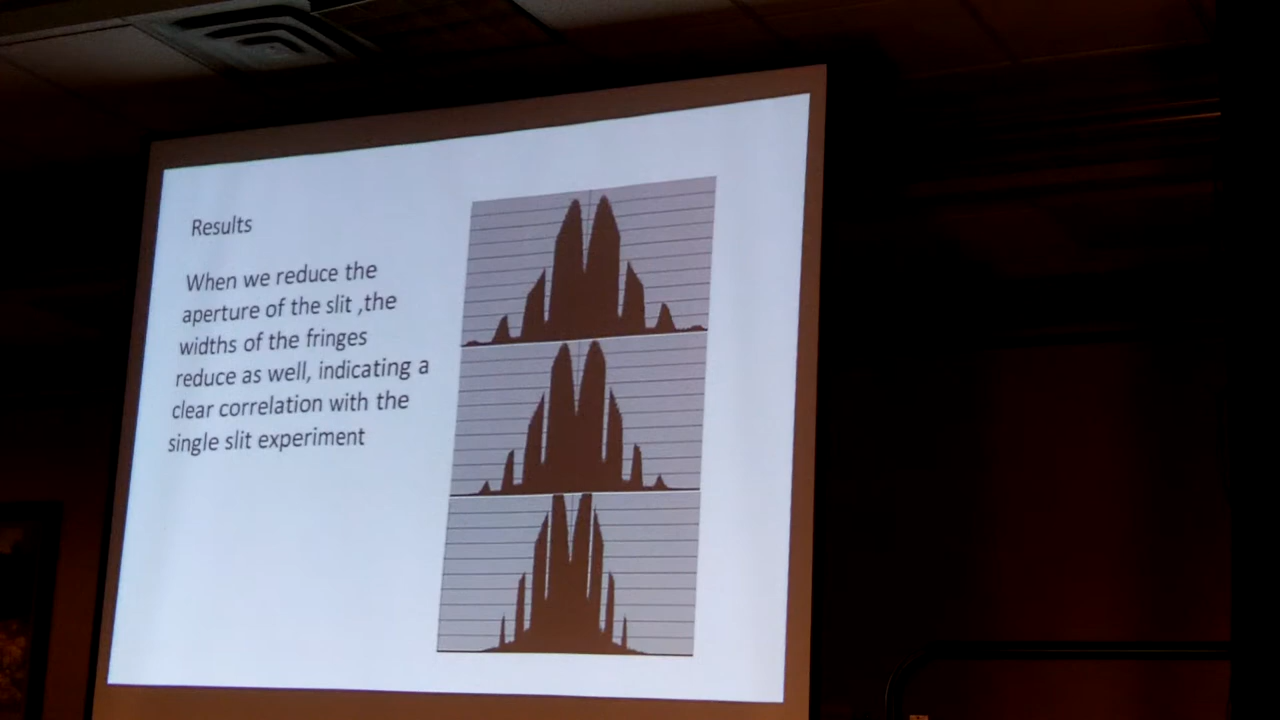 Results
When we reduce the
aperture of the slit ,the
widths of the fringes
reduce as well, indicating a
clear correlation with the
single slit experiment